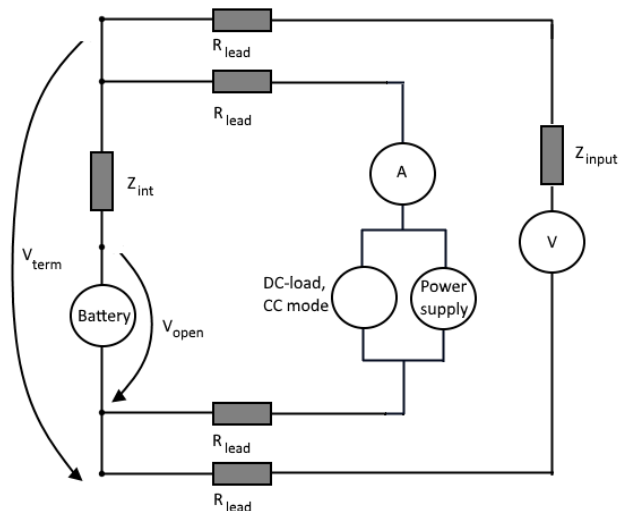 R lead
R lead
A
Z int
Z input
V
V term
DC-load,
CC mode
Power
supply
Battery
V open
R lead
R lead